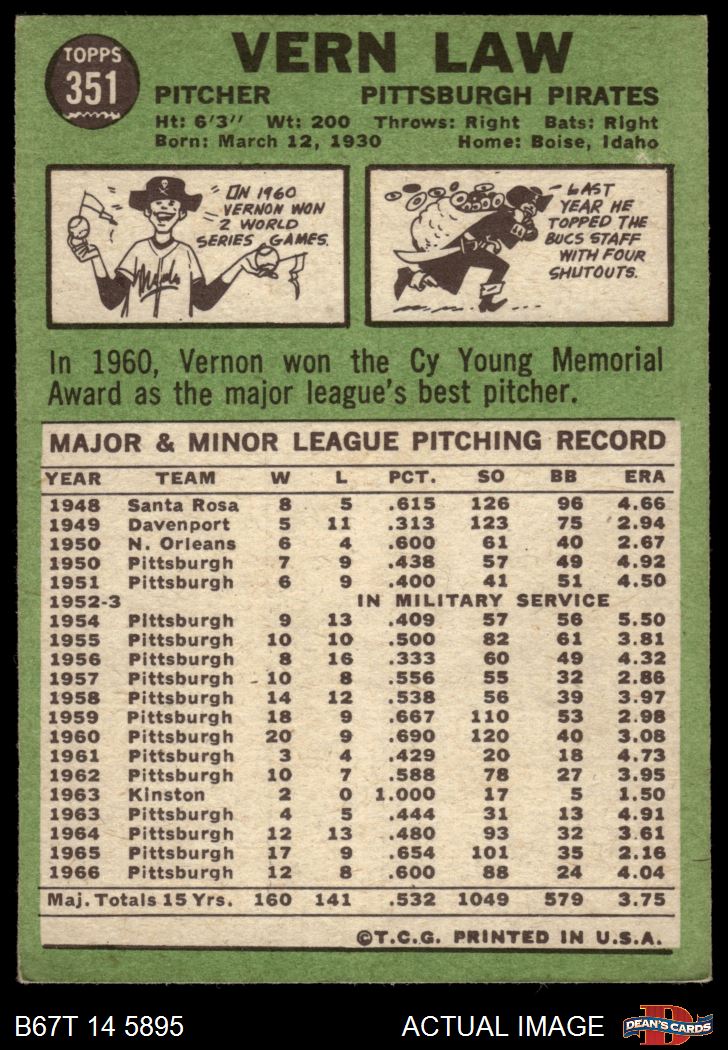 TOPPS
351
VERN LAW
PITCHER PITTSBURGH PIRATES
Ht: 6'3" Wt: 200 Throws: Right Bats: Right
Born: March 12, 1930 Home: Boise, Idaho
IN 1960
VERNON WON
2 WORLD
SERIES GAMES.
LAST
YEAR HE
TOPPED THE
BUCS STAFF
WITH FOUR
SHUTOUTS.
In 1960, Vernon won the Cy Young Memorial
Award as the major league's best pitcher.
MAJOR & MINOR LEAGUE PITCHING RECORD
YEAR TEAM W L PCT. SO BB ERA
1948 Santa Rosa 8 5 .615 126 96 4.66
1949 Davenport 5 11 .313 123 75 2.94
1950 N. Orleans 6 4 .600 61 40 2.67
1950 Pittsburgh 7 9 .438 57 49 4.92
1951 Pittsburgh 6 9 .400 41 51 4.50
1952-3 IN MILITARY SERVICE
1954 Pittsburgh 9 13 .409 57 56 5.50
1955 Pittsburgh 10 10 .500 82 61 3.81
1956 Pittsburgh 8 16 .333 60 49 4.32
1957 Pittsburgh 10 8 .556 55 32 2.86
1958 Pittsburgh 14 12 .538 56 39 3.97
1959 Pittsburgh 18 9 .667 110 53 2.98
1960 Pittsburgh 20 9 .690 120 40 3.08
1961 Pittsburgh 3 4 .429 20 18 4.73
1962 Pittsburgh 10 7 .588 78 27 3.95
1963 Kinston 2 0 1.000 17 5 1.50
1963 Pittsburgh 4 5 .444 31 13 4.91
1964 Pittsburgh 12 13 .480 93 32 3.61
1965 Pittsburgh 17 9 .654 101 35 2.16
1966 Pittsburgh 12 8 .600 88 24 4.04
Maj. Totals 15 Yrs. 160 141 .532 1049 579 3.75
©T.C.G. PRINTED IN U.S.A.
B67T 14 5895 ACTUAL IMAGE
DEAN'S CARDS